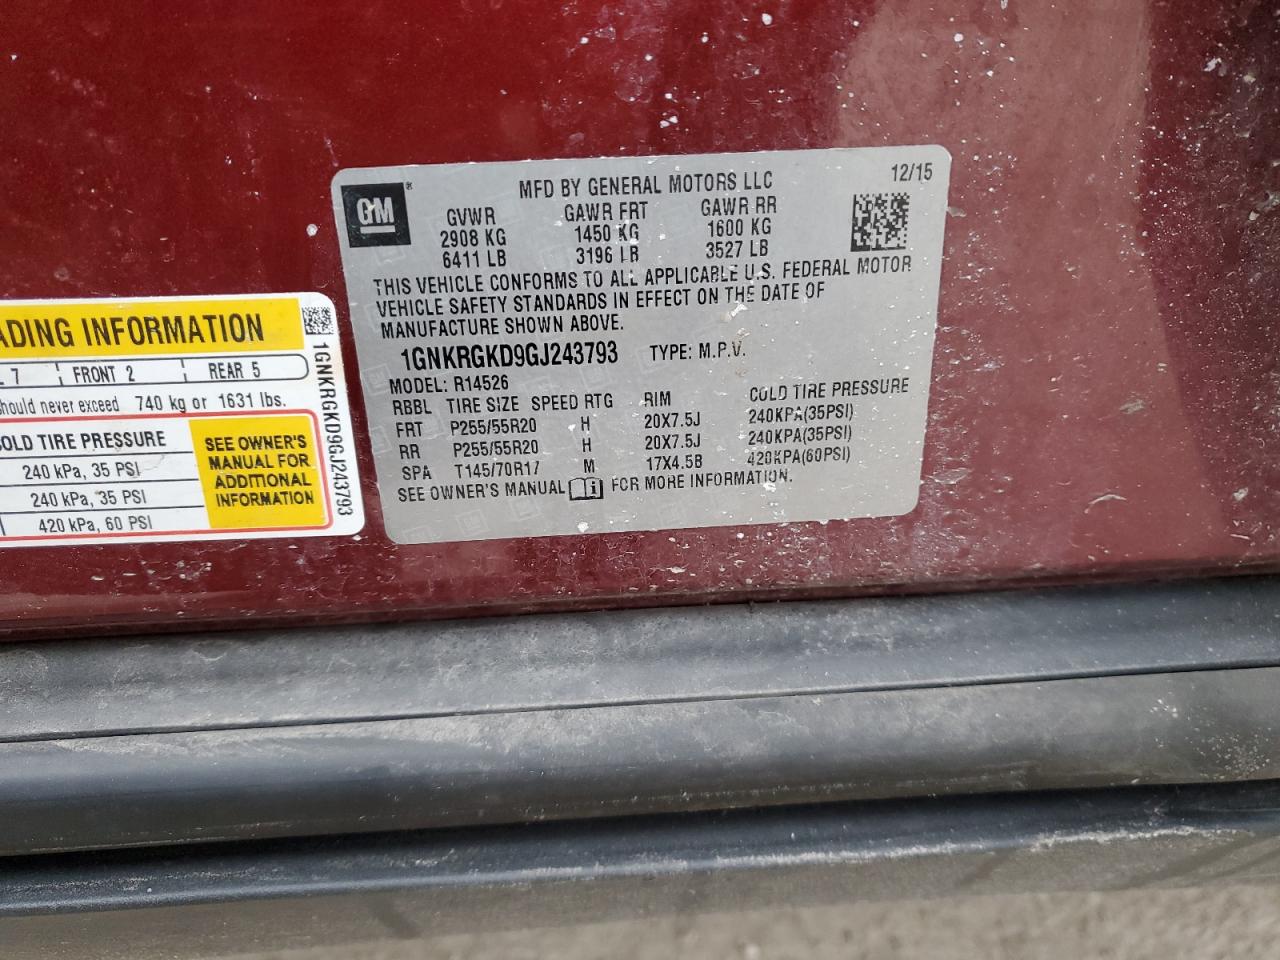 GM
MFD BY GENERAL MOTORS LLC
12/15
GVWR GAWR FRT GAWR RR
2908 KG 1450 KG 1600 KG
6411 LB 3196 LB 3527 LB
THIS VEHICLE CONFORMS TO ALL APPLICABLE U.S. FEDERAL MOTOR
VEHICLE SAFETY STANDARDS IN EFFECT ON THE DATE OF
MANUFACTURE SHOWN ABOVE.
1GNKRGKD9GJ243793 TYPE: M.P.V.
MODEL: R14526
RBBL TIRE SIZE SPEED RTG RIM COLD TIRE PRESSURE
FRT P255/55R20 H 20X7.5J 240KPA(35PSI)
RR P255/55R20 H 20X7.5J 240KPA(35PSI)
SPA T145/70R17 M 17X4.5B 420KPA(60PSI)
SEE OWNER'S MANUAL FOR MORE INFORMATION.
ADING INFORMATION
L 7 FRONT 2 REAR 5
hould never exceed 740 kg or 1631 lbs.
OLD TIRE PRESSURE
240 kPa, 35 PSI
240 kPa, 35 PSI
420 kPa, 60 PSI
SEE OWNER'S
MANUAL FOR
ADDITIONAL
INFORMATION
1GNKRGKD9GJ243793